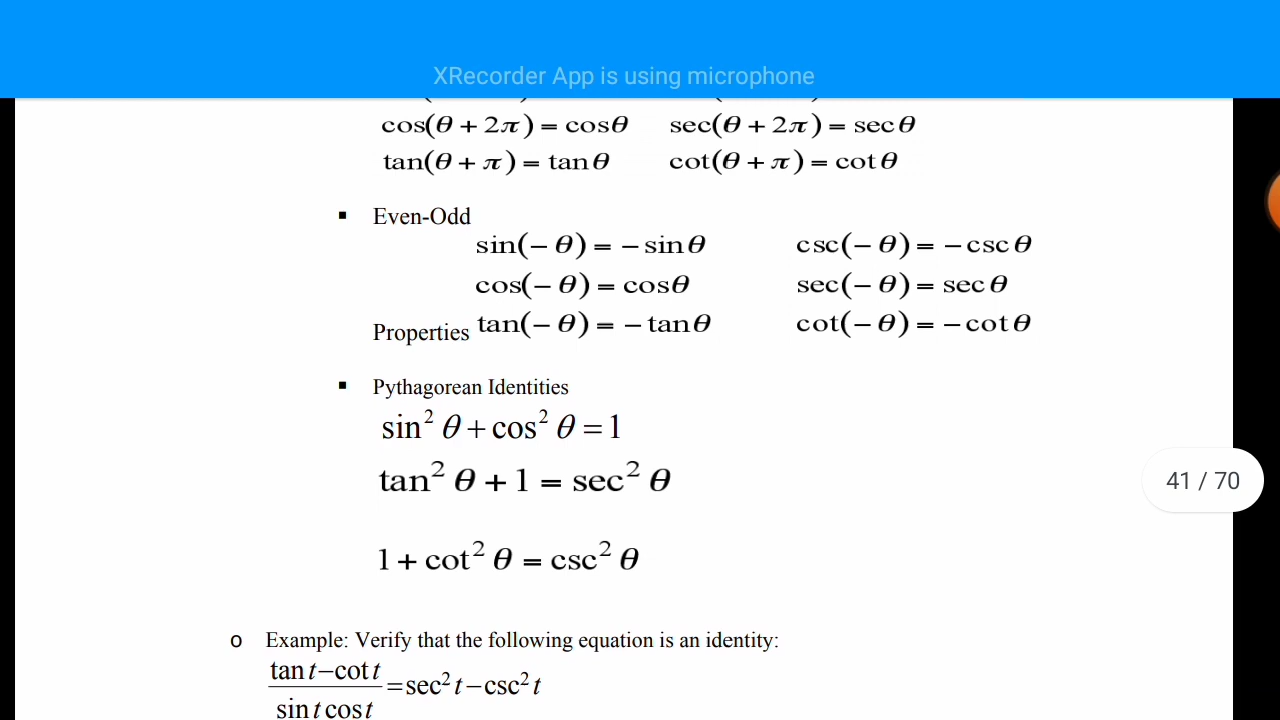 XRecorder App is using microphone
cos(θ + 2π) = cosθ    sec(θ + 2π) = secθ
tan(θ + π) = tanθ    cot(θ + π) = cotθ
▪ Even-Odd
sin(− θ) = − sinθ    csc(− θ) = − cscθ
cos(− θ) = cosθ    sec(− θ) = secθ
Properties tan(− θ) = − tanθ    cot(− θ) = − cotθ
▪ Pythagorean Identities
sin² θ + cos² θ = 1
tan² θ + 1 = sec² θ
41 / 70
1 + cot² θ = csc² θ
o Example: Verify that the following equation is an identity:
tan t − cot t
= sec² t − csc² t
sin t cos t